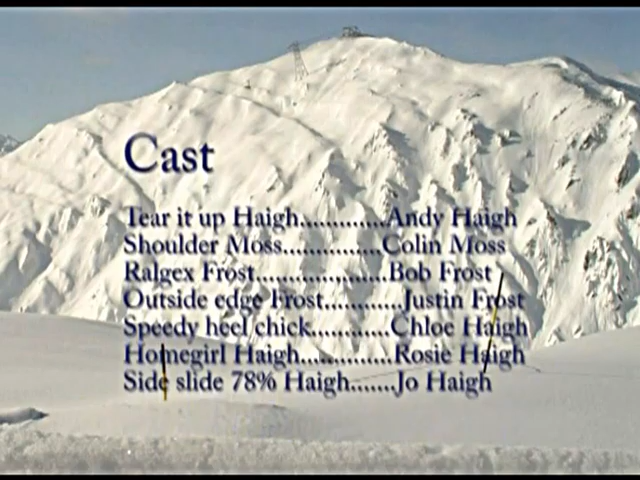 Cast
Tear it up Haigh.............Andy Haigh
Shoulder Moss...............Colin Moss
Ralgex Frost....................Bob Frost
Outside edge Frost............Justin Frost
Speedy heel chick............Chloe Haigh
Homegirl Haigh..............Rosie Haigh
Side slide 78% Haigh.......Jo Haigh